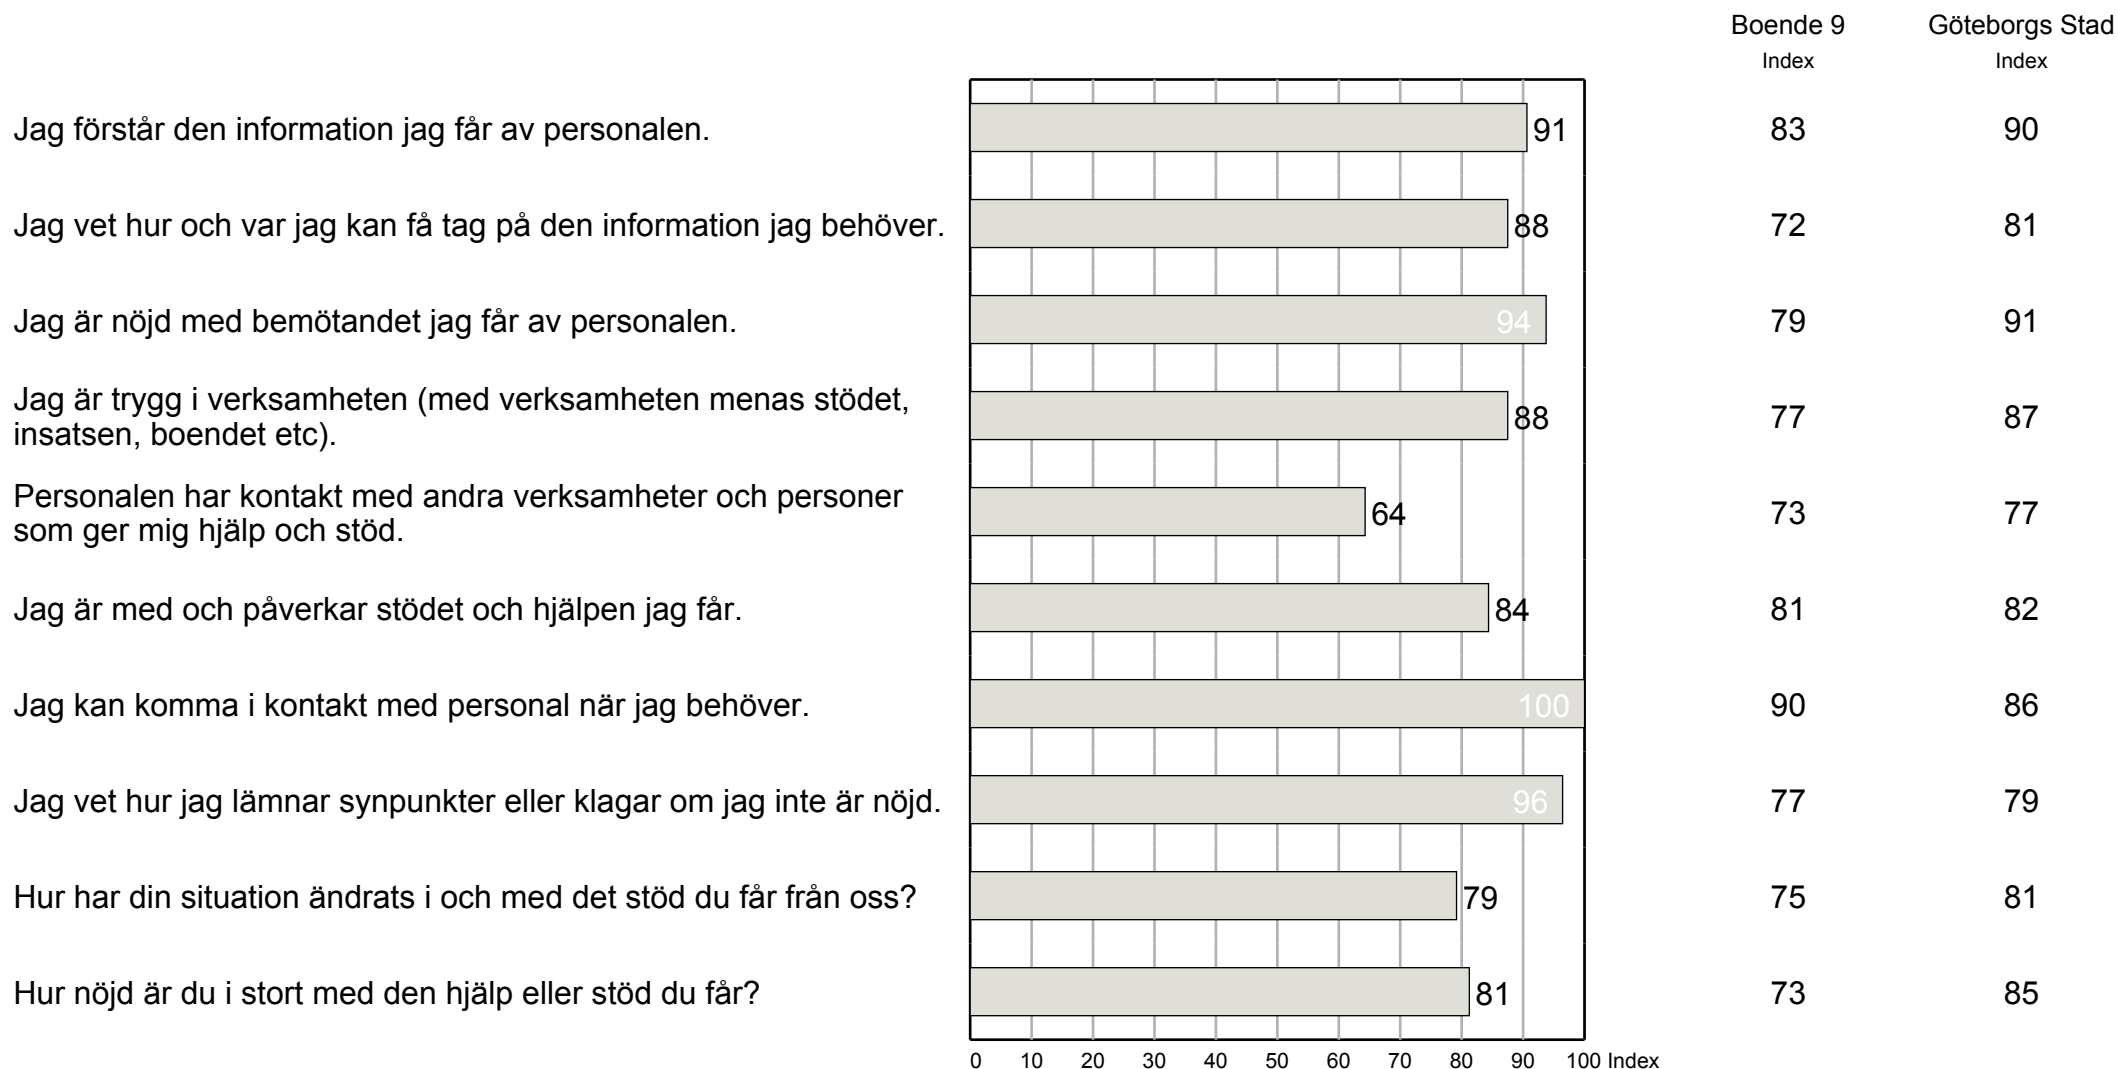 Boende 9 Göteborgs Stad
Index Index
Jag förstår den information jag får av personalen. 91 83 90
Jag vet hur och var jag kan få tag på den information jag behöver. 88 72 81
Jag är nöjd med bemötandet jag får av personalen. 94 79 91
Jag är trygg i verksamheten (med verksamheten menas stödet,
insatsen, boendet etc). 88 77 87
Personalen har kontakt med andra verksamheter och personer
som ger mig hjälp och stöd. 64 73 77
Jag är med och påverkar stödet och hjälpen jag får. 84 81 82
Jag kan komma i kontakt med personal när jag behöver. 100 90 86
Jag vet hur jag lämnar synpunkter eller klagar om jag inte är nöjd. 96 77 79
Hur har din situation ändrats i och med det stöd du får från oss? 79 75 81
Hur nöjd är du i stort med den hjälp eller stöd du får? 81 73 85
0 10 20 30 40 50 60 70 80 90 100 Index